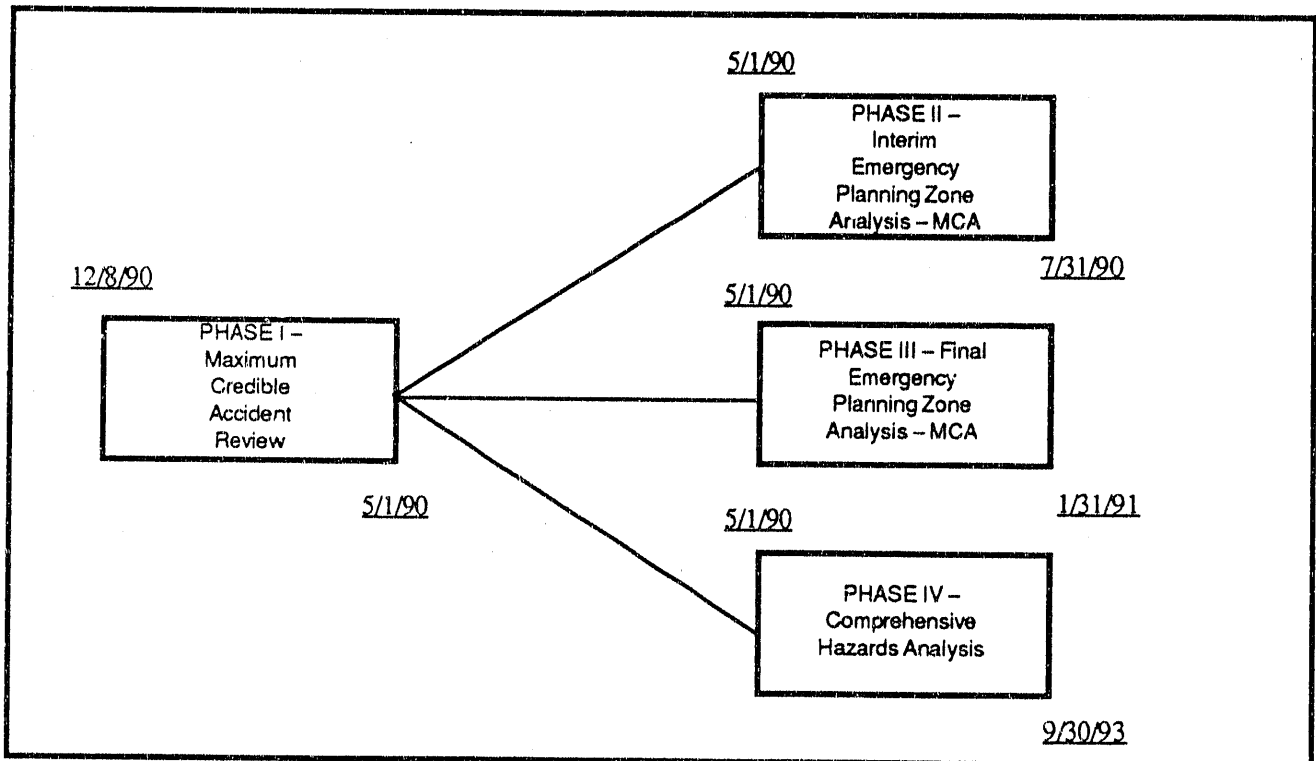 12/8/90
PHASE I –
Maximum
Credible
Accident
Review
5/1/90
5/1/90
PHASE II –
Interim
Emergency
Planning Zone
Analysis – MCA
7/31/90
5/1/90
PHASE III – Final
Emergency
Planning Zone
Analysis – MCA
1/31/91
5/1/90
PHASE IV –
Comprehensive
Hazards Analysis
9/30/93